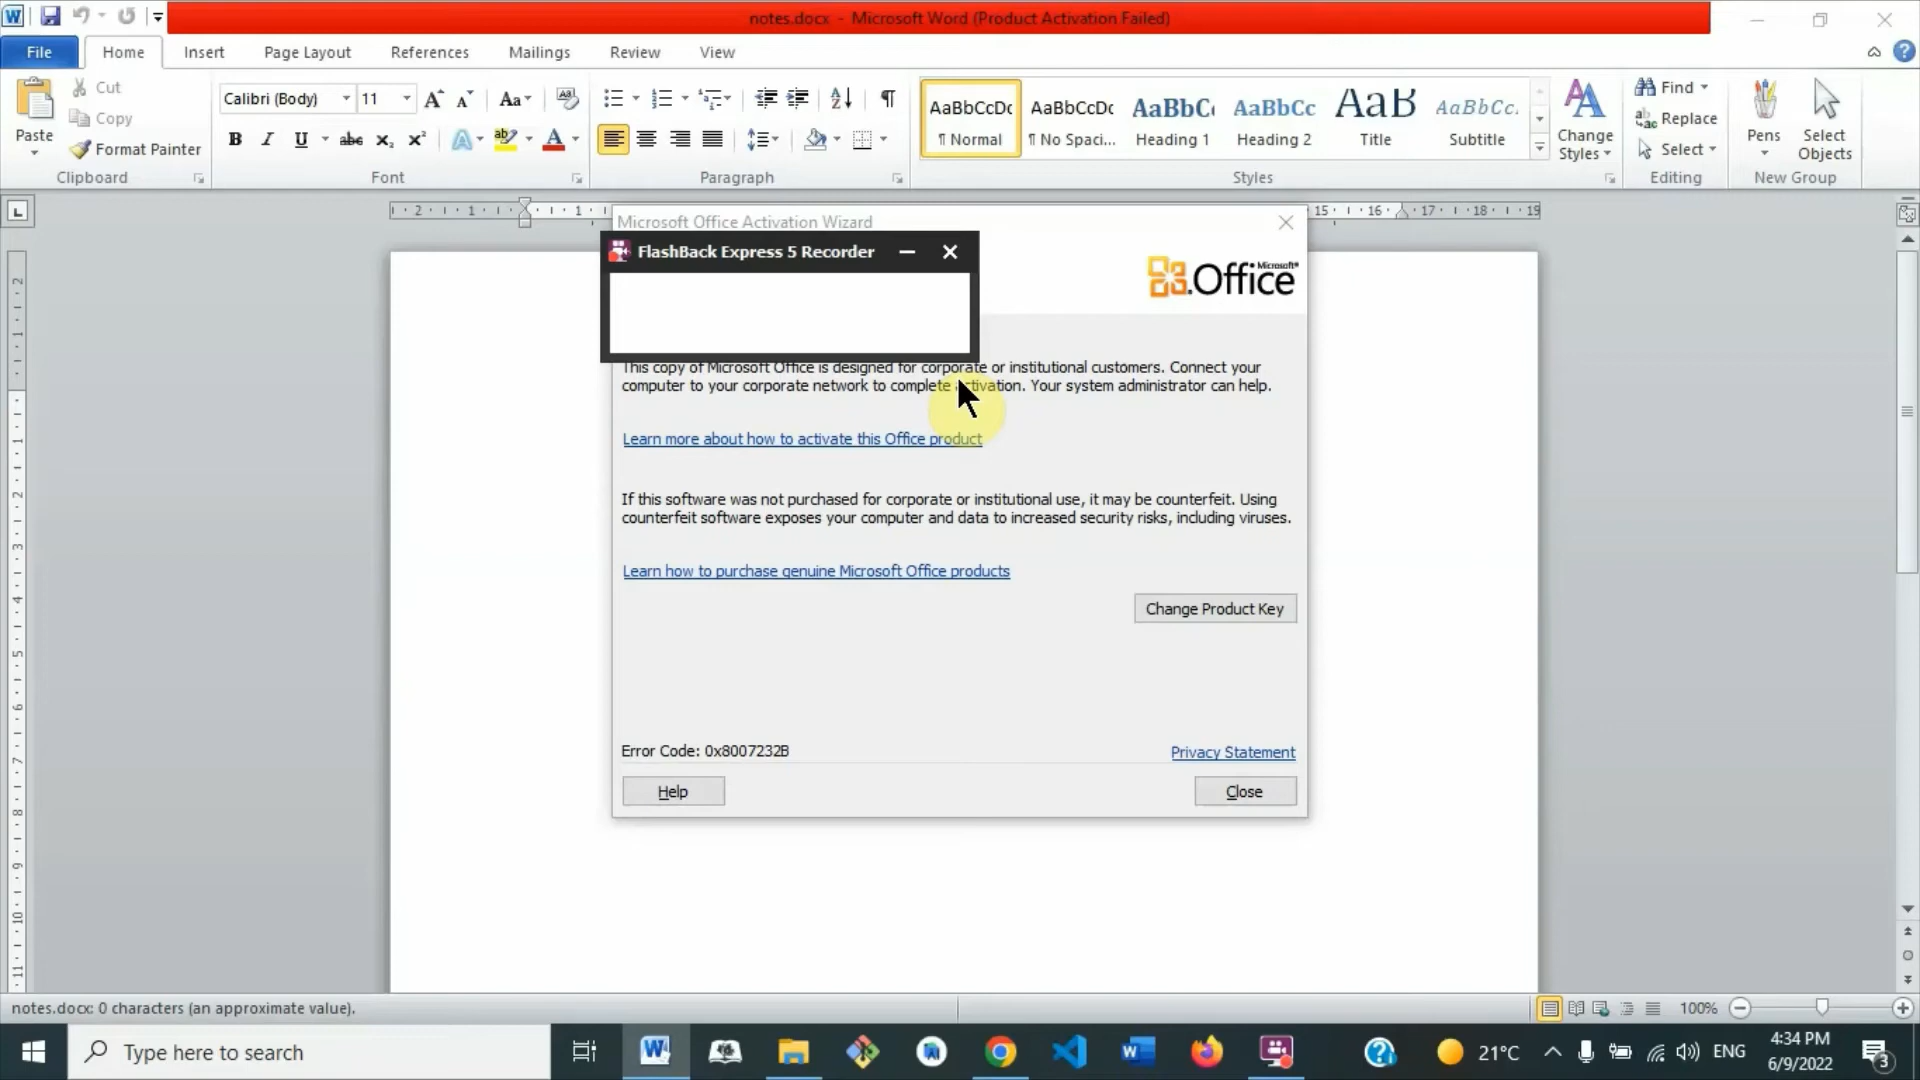 notes.docx - Microsoft Word (Product Activation Failed)
File Home Insert Page Layout References Mailings Review View
Paste
Cut
Copy
Format Painter
Clipboard
Calibri (Body) 11
Font
Paragraph
AaBbCcDc AaBbCcDc AaBbC AaBbCc AaB AaBbCc.
¶ Normal ¶ No Spaci... Heading 1 Heading 2 Title Subtitle
Styles
Change
Styles
Find
Replace
Select
Editing
Pens
Select
Objects
New Group
Microsoft Office Activation Wizard
FlashBack Express 5 Recorder
Microsoft®
Office
This copy of Microsoft Office is designed for corporate or institutional customers. Connect your
computer to your corporate network to complete activation. Your system administrator can help.
Learn more about how to activate this Office product
If this software was not purchased for corporate or institutional use, it may be counterfeit. Using
counterfeit software exposes your computer and data to increased security risks, including viruses.
Learn how to purchase genuine Microsoft Office products
Change Product Key
Error Code: 0x8007232B
Privacy Statement
Help
Close
notes.docx: 0 characters (an approximate value).
100%
Type here to search
21°C
ENG
4:34 PM
6/9/2022
3